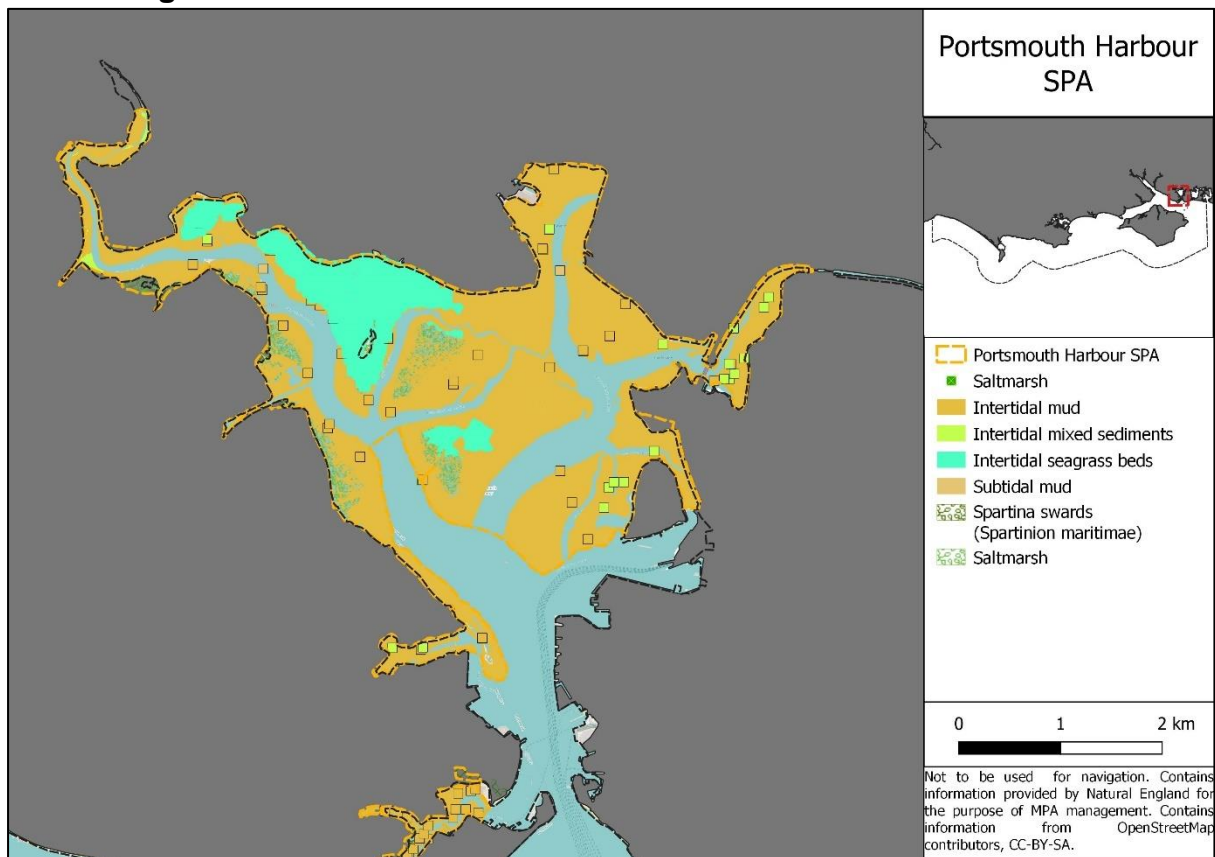 Portsmouth Harbour
SPA
Portsmouth Harbour SPA
Saltmarsh
Intertidal mud
Intertidal mixed sediments
Intertidal seagrass beds
Subtidal mud
Spartina swards
(Spartinion maritimae)
Saltmarsh
0 1 2 km
Not to be used for navigation. Contains
information provided by Natural England for
the purpose of MPA management. Contains
information from OpenStreetMap
contributors, CC-BY-SA.